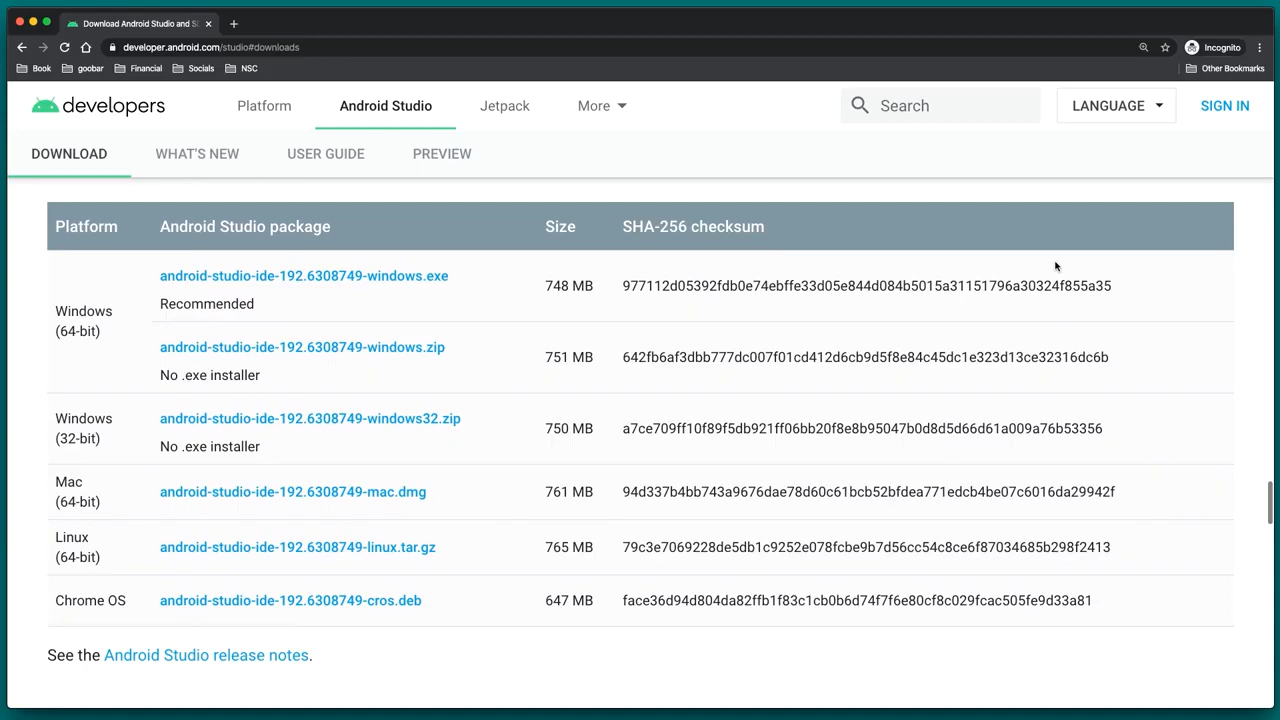 Download Android Studio and S
developer.android.com/studio#downloads
Incognito
Book goobar Financial Socials NSC Other Bookmarks
developers Platform Android Studio Jetpack More Search LANGUAGE SIGN IN
DOWNLOAD WHAT'S NEW USER GUIDE PREVIEW
Platform Android Studio package Size SHA-256 checksum
Windows
(64-bit)
android-studio-ide-192.6308749-windows.exe
Recommended
748 MB 977112d05392fdb0e74ebffe33d05e844d084b5015a31151796a30324f855a35
android-studio-ide-192.6308749-windows.zip
No .exe installer
751 MB 642fb6af3dbb777dc007f01cd412d6cb9d5f8e84c45dc1e323d13ce32316dc6b
Windows
(32-bit)
android-studio-ide-192.6308749-windows32.zip
No .exe installer
750 MB a7ce709ff10f89f5db921ff06bb20f8e8b95047b0d8d5d66d61a009a76b53356
Mac
(64-bit)
android-studio-ide-192.6308749-mac.dmg 761 MB 94d337b4bb743a9676dae78d60c61bcb52bfdea771edcb4be07c6016da29942f
Linux
(64-bit)
android-studio-ide-192.6308749-linux.tar.gz 765 MB 79c3e7069228de5db1c9252e078fcbe9b7d56cc54c8ce6f87034685b298f2413
Chrome OS android-studio-ide-192.6308749-cros.deb 647 MB face36d94d804da82ffb1f83c1cb0b6d74f7f6e80cf8c029fcac505fe9d33a81
See the Android Studio release notes.